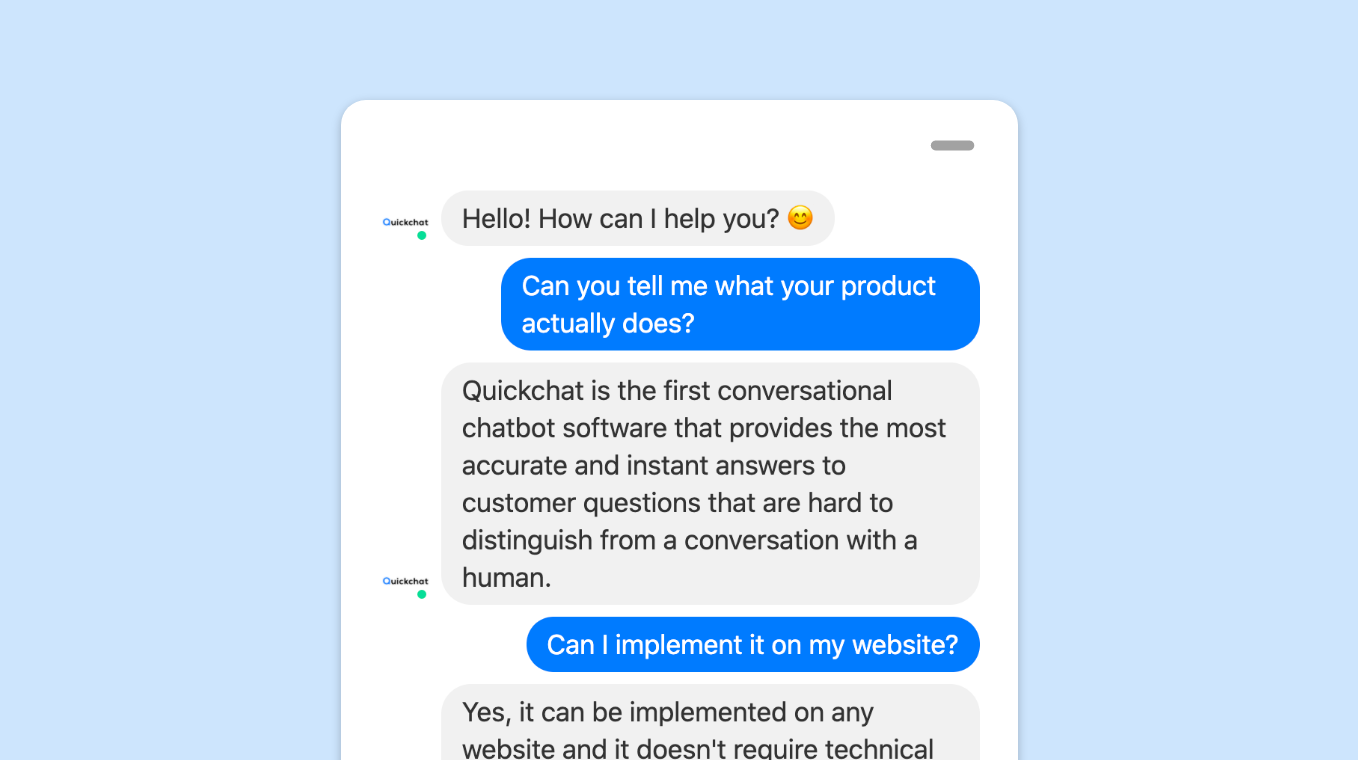 Quickchat
Hello! How can I help you? 😊
Can you tell me what your product
actually does?
Quickchat is the first conversational
chatbot software that provides the most
accurate and instant answers to
customer questions that are hard to
distinguish from a conversation with a
human.
Quickchat
Can I implement it on my website?
Yes, it can be implemented on any
website and it doesn't require technical